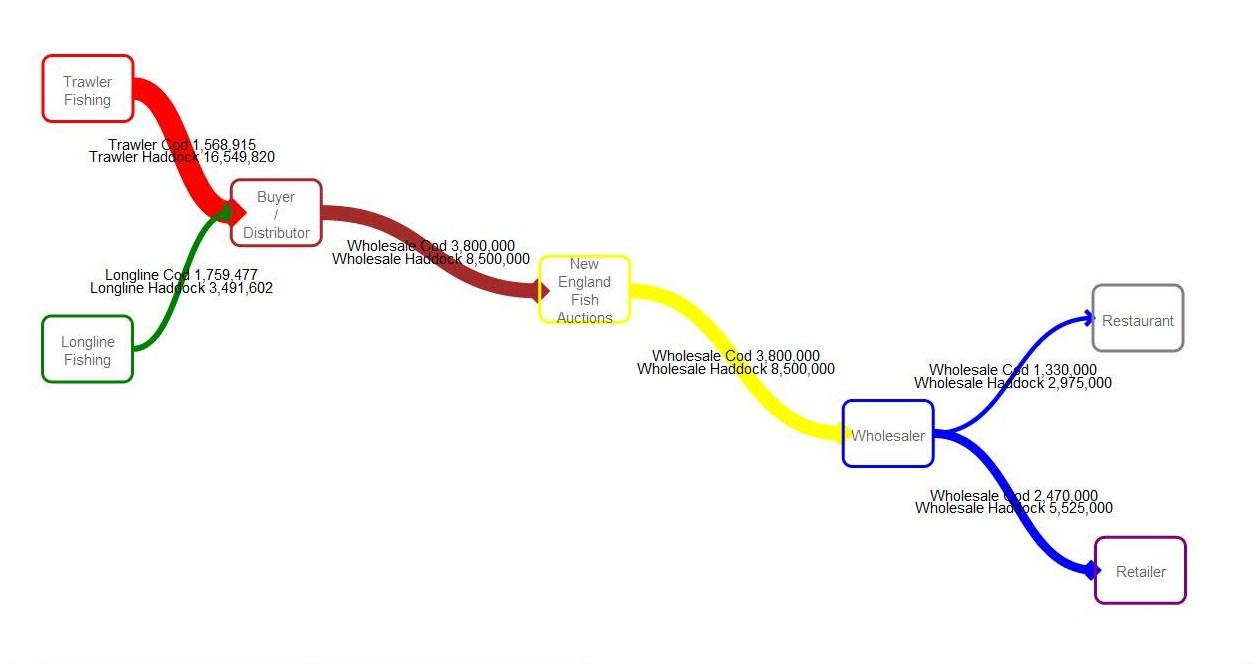 Trawler
Fishing
Trawler Cod 1,568,915
Trawler Haddock 16,549,820
Buyer
/
Distributor
Longline Cod 1,759,477
Longline Haddock 3,491,602
Longline
Fishing
Wholesale Cod 3,800,000
Wholesale Haddock 8,500,000
New
England
Fish
Auctions
Wholesale Cod 3,800,000
Wholesale Haddock 8,500,000
Wholesaler
Restaurant
Wholesale Cod 1,330,000
Wholesale Haddock 2,975,000
Wholesale Cod 2,470,000
Wholesale Haddock 5,525,000
Retailer